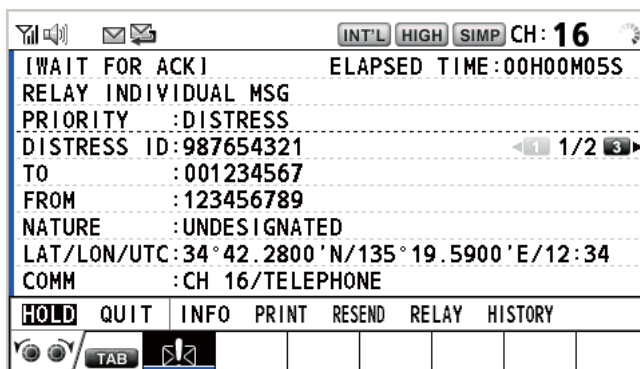 INT'L HIGH SIMP CH: 16
[WAIT FOR ACK] ELAPSED TIME:00H00M05S
RELAY INDIVIDUAL MSG
PRIORITY :DISTRESS
DISTRESS ID:987654321 1 1/2 3
TO :001234567
FROM :123456789
NATURE :UNDESIGNATED
LAT/LON/UTC:34°42.2800'N/135°19.5900'E/12:34
COMM :CH 16/TELEPHONE
HOLD QUIT INFO PRINT RESEND RELAY HISTORY
TAB